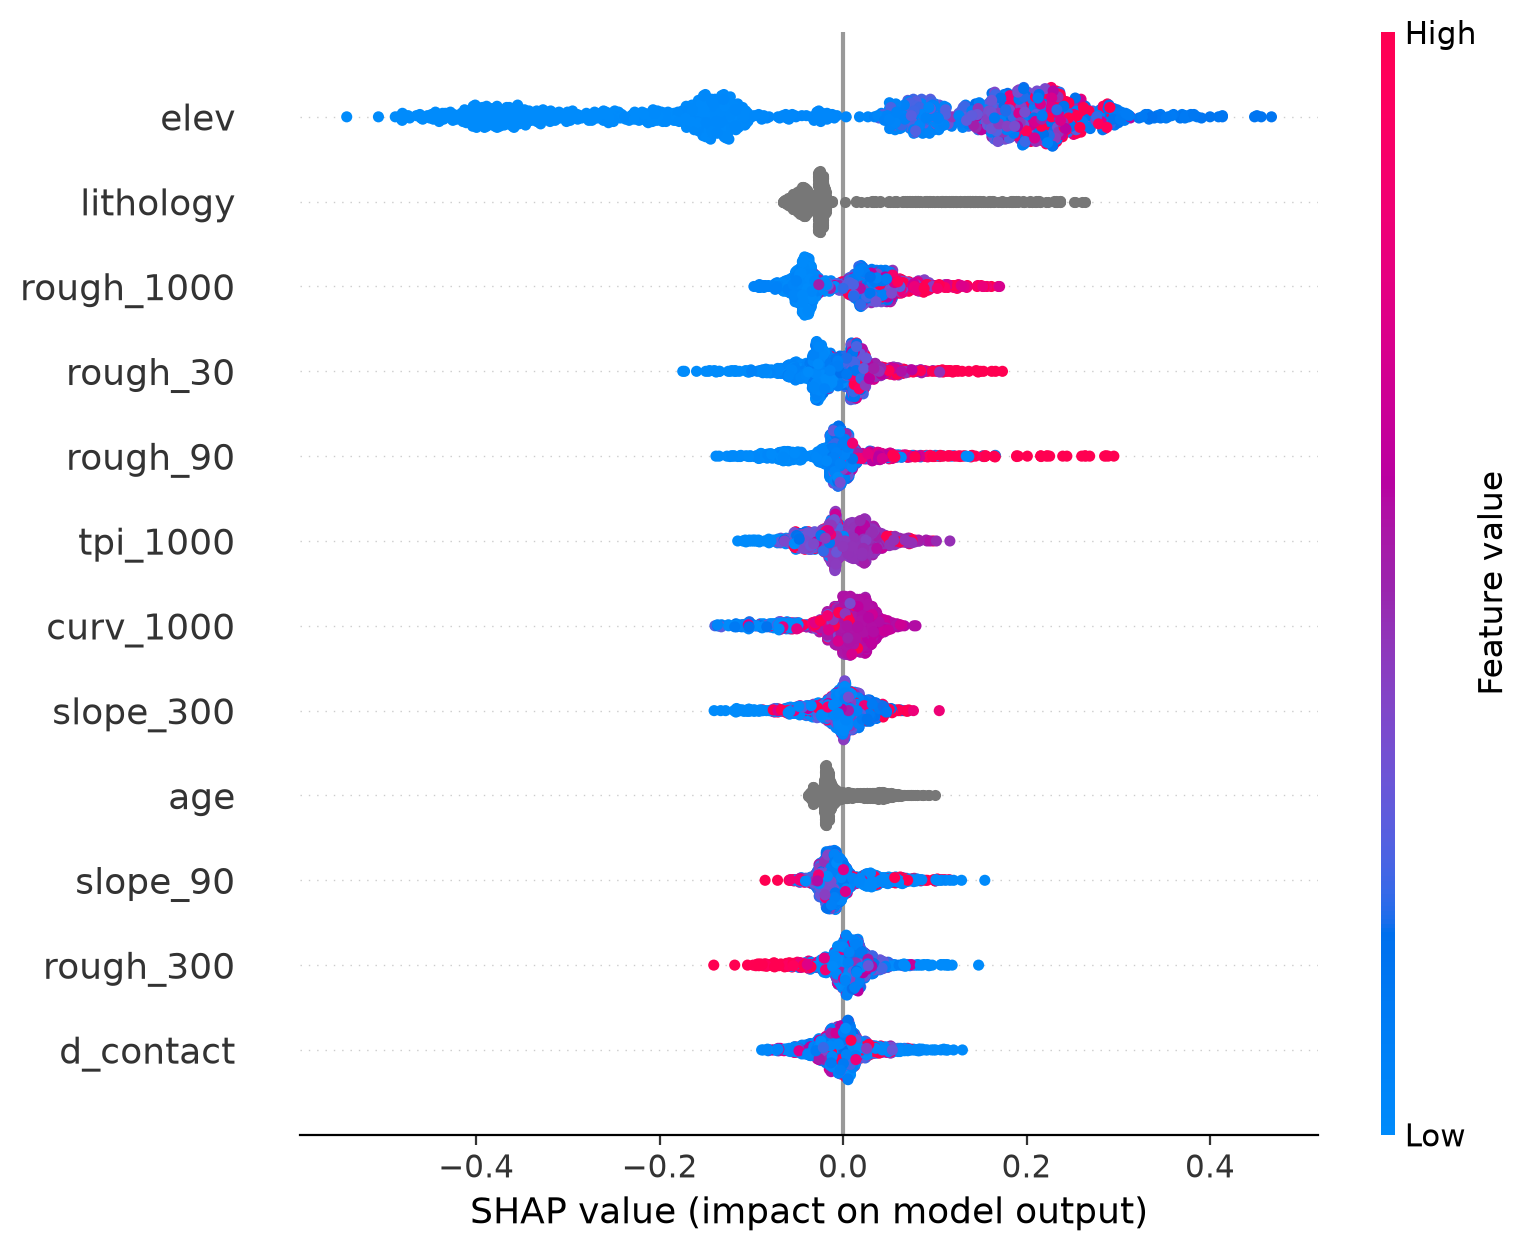 High
elev
lithology
rough_1000
rough_30
rough_90
tpi_1000
curv_1000
slope_300
age
slope_90
rough_300
d_contact
Feature value
Low
−0.4 −0.2 0.0 0.2 0.4
SHAP value (impact on model output)